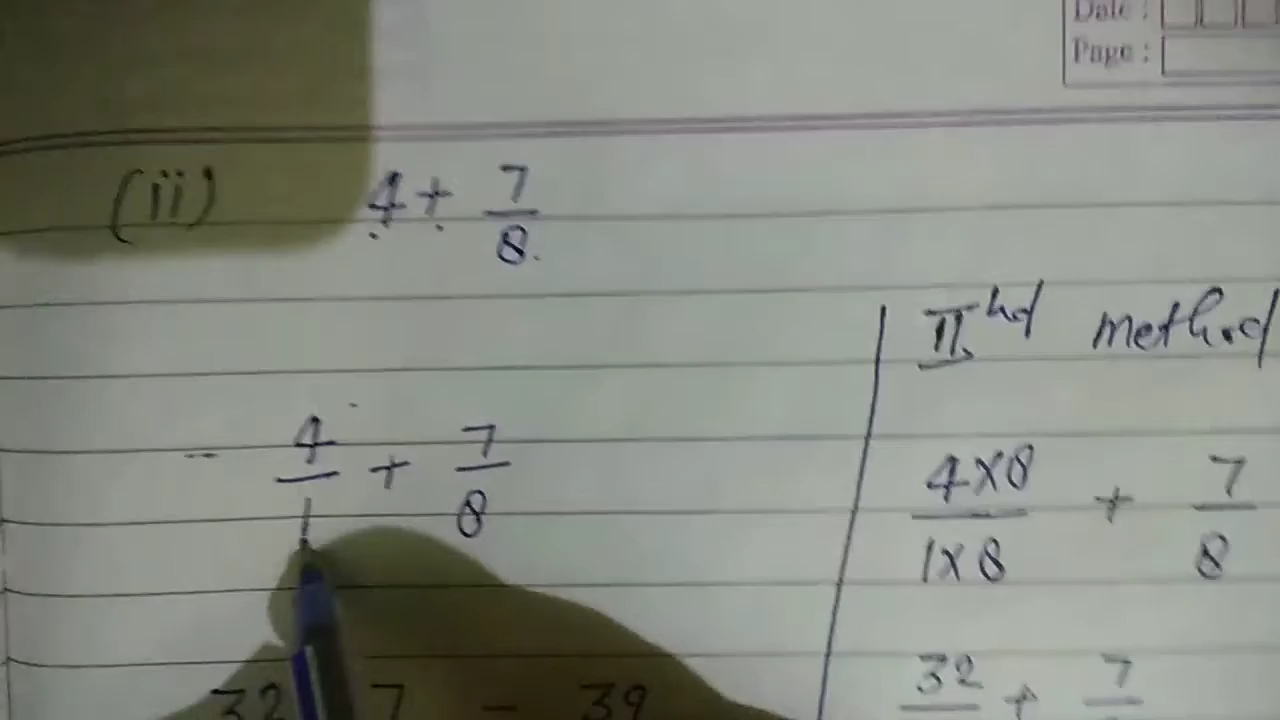 Date :
Page :
(ii) 4 + 7/8
4/1 + 7/8
32 7 - 39
IInd method
4×8/1×8 + 7/8
32 + 7